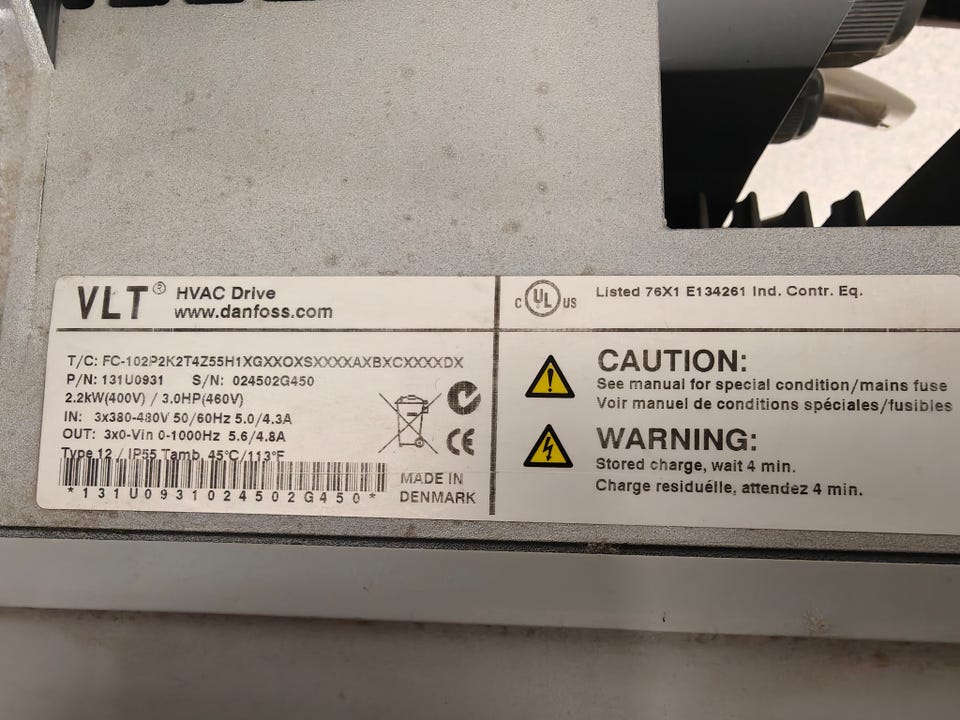 VLT® HVAC Drive
www.danfoss.com
T/C: FC-102P2K2T4Z55H1XGXXOXSXXXXAXBXCXXXXDX
P/N: 131U0931 S/N: 024502G450
2.2kW(400V) / 3.0HP(460V)
IN: 3x380-480V 50/60Hz 5.0/4.3A
OUT: 3x0-Vin 0-1000Hz 5.6/4.8A
Type 12 / IP55 Tamb. 45°C/113°F
*131U0931024502G450*
CE
MADE IN
DENMARK
C UL US Listed 76X1 E134261 Ind. Contr. Eq.
CAUTION:
See manual for special condition/mains fuse
Voir manuel de conditions spéciales/fusibles
WARNING:
Stored charge, wait 4 min.
Charge residuélle, attendez 4 min.